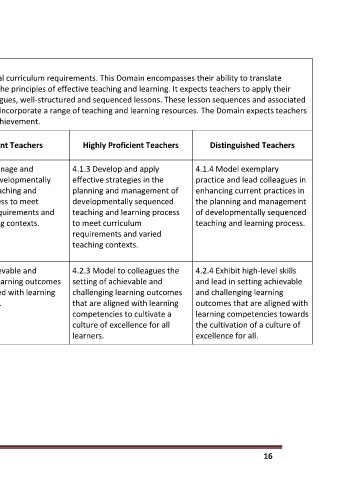 al curriculum requirements. This Domain encompasses their ability to translate
he principles of effective teaching and learning. It expects teachers to apply their
gues, well-structured and sequenced lessons. These lesson sequences and associated
incorporate a range of teaching and learning resources. The Domain expects teachers
hievement.
nt Teachers
Highly Proficient Teachers
Distinguished Teachers
nage and
velopmentally
aching and
ess to meet
quirements and
g contexts.
4.1.3 Develop and apply
effective strategies in the
planning and management of
developmentally sequenced
teaching and learning process
to meet curriculum
requirements and varied
teaching contexts.
4.1.4 Model exemplary
practice and lead colleagues in
enhancing current practices in
the planning and management
of developmentally sequenced
teaching and learning process.
evable and
earning outcomes
ed with learning
.
4.2.3 Model to colleagues the
setting of achievable and
challenging learning outcomes
that are aligned with learning
competencies to cultivate a
culture of excellence for all
learners.
4.2.4 Exhibit high-level skills
and lead in setting achievable
and challenging learning
outcomes that are aligned with
learning competencies towards
the cultivation of a culture of
excellence for all.
16